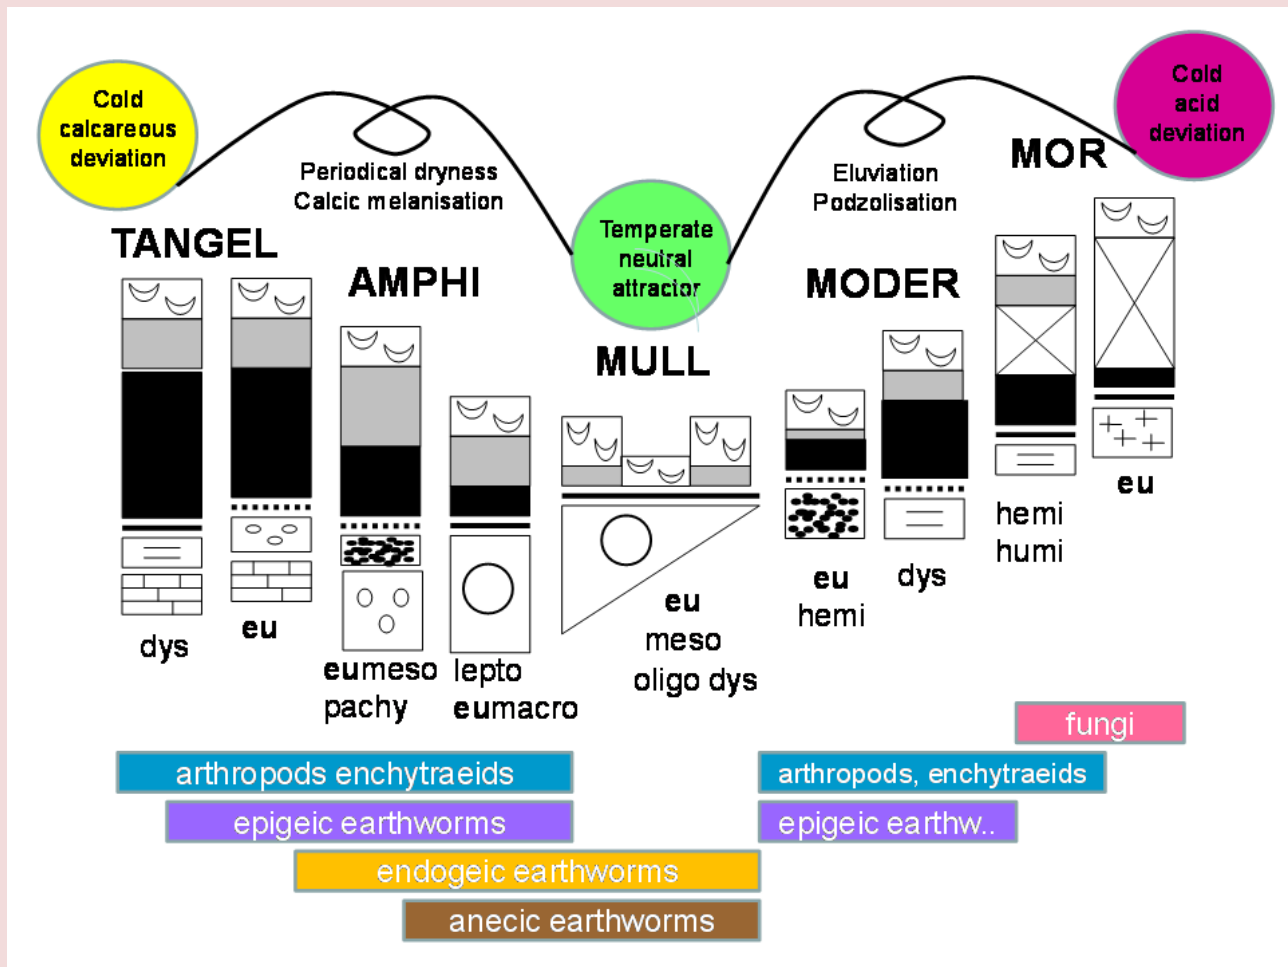 Cold
calcareous
deviation
Cold
acid
deviation
Periodical dryness
Calcic melanisation
Eluviation
Podzolisation
Temperate
neutral
attractor
TANGEL
AMPHI
MULL
MODER
MOR
dys
eu
eumeso
pachy
lepto
eumacro
eu
meso
oligo dys
eu
hemi
dys
hemi
humi
eu
fungi
arthropods enchytraeids
arthropods, enchytraeids
epigeic earthworms
epigeic earthw..
endogeic earthworms
anecic earthworms